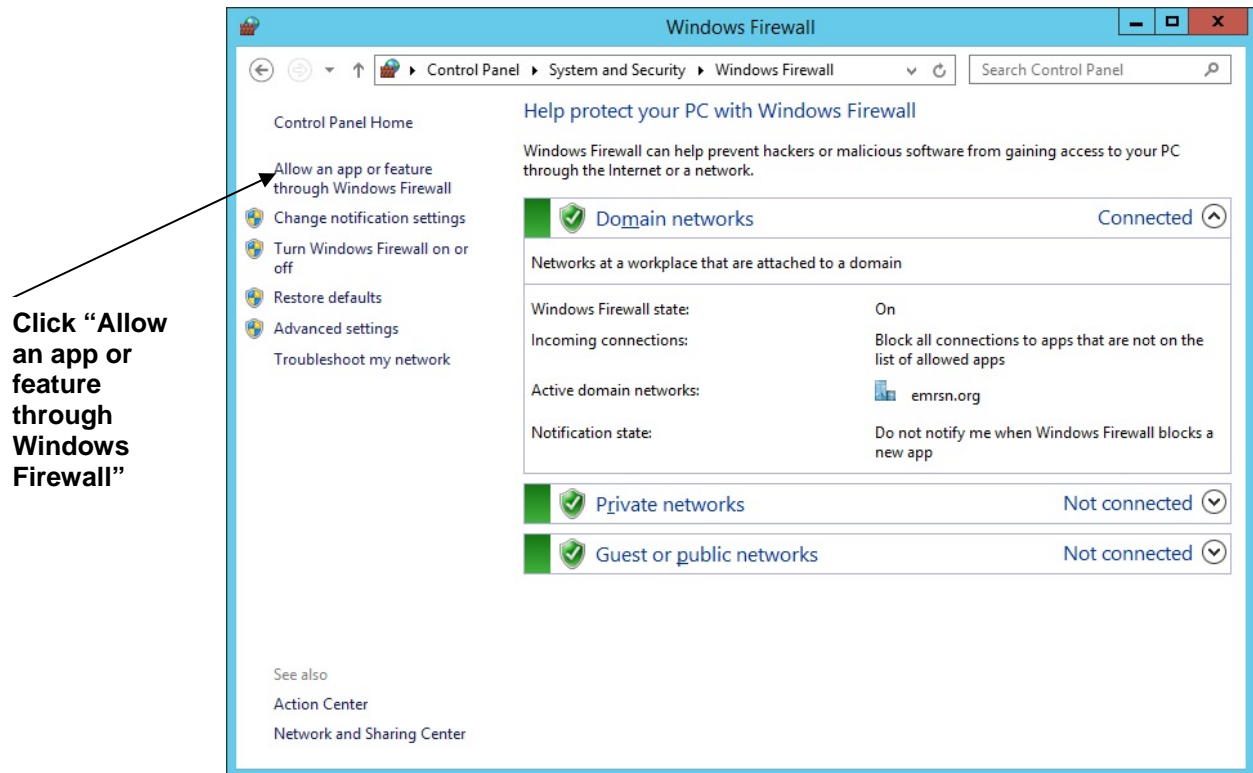 Windows Firewall
Control Panel ▸ System and Security ▸ Windows Firewall
Search Control Panel
Control Panel Home
Allow an app or feature
through Windows Firewall
Change notification settings
Turn Windows Firewall on or
off
Restore defaults
Advanced settings
Troubleshoot my network
See also
Action Center
Network and Sharing Center
Help protect your PC with Windows Firewall
Windows Firewall can help prevent hackers or malicious software from gaining access to your PC
through the Internet or a network.
Domain networks Connected
Networks at a workplace that are attached to a domain
Windows Firewall state: On
Incoming connections: Block all connections to apps that are not on the
list of allowed apps
Active domain networks: emrsn.org
Notification state: Do not notify me when Windows Firewall blocks a
new app
Private networks Not connected
Guest or public networks Not connected
Click “Allow
an app or
feature
through
Windows
Firewall”